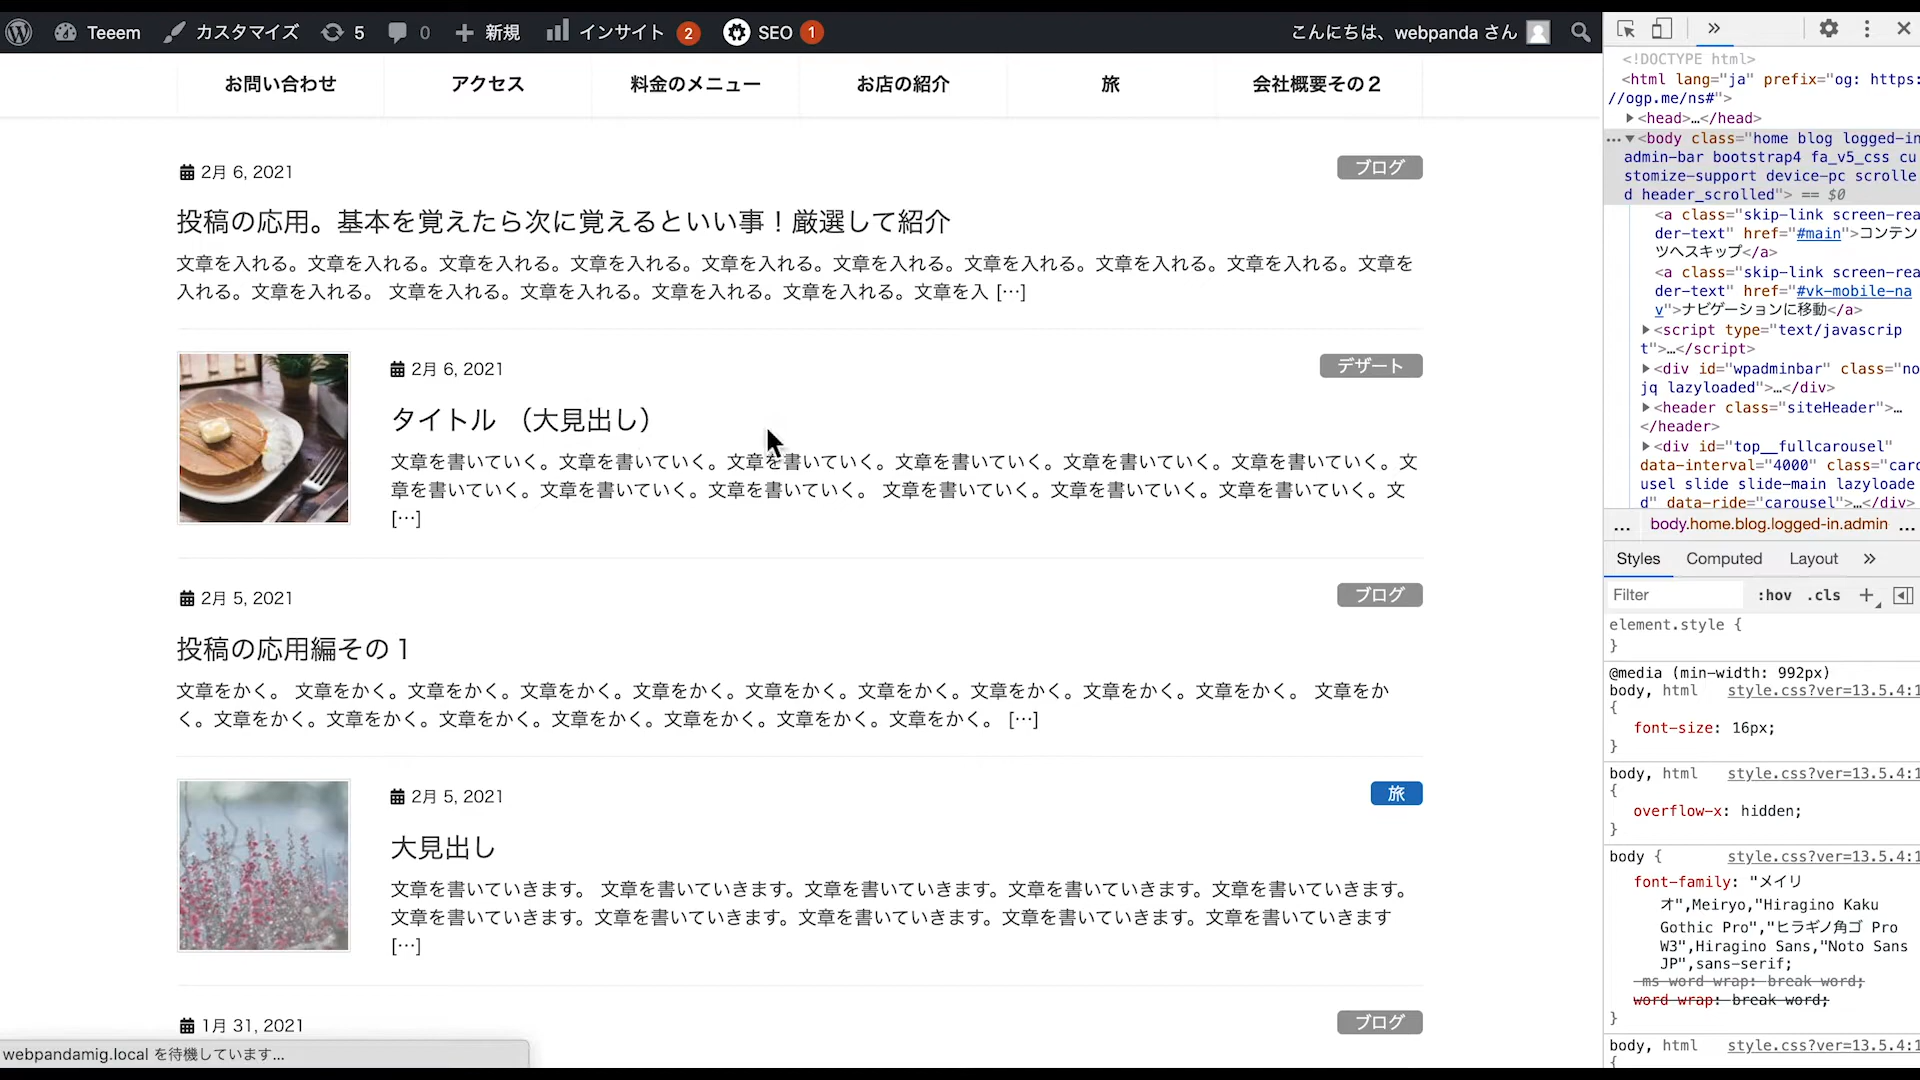 Teeem カスタマイズ 5 0 新規 インサイト 2 SEO 1 こんにちは、webpanda さん
お問い合わせ アクセス 料金のメニュー お店の紹介 旅 会社概要その２
2月 6, 2021 ブログ
投稿の応用。基本を覚えたら次に覚えるといい事！厳選して紹介
文章を入れる。文章を入れる。文章を入れる。文章を入れる。文章を入れる。文章を入れる。文章を入れる。文章を入れる。文章を入れる。文章を
入れる。文章を入れる。 文章を入れる。文章を入れる。文章を入れる。文章を入れる。文章を入 […]
2月 6, 2021 デザート
タイトル （大見出し）
文章を書いていく。文章を書いていく。文章を書いていく。文章を書いていく。文章を書いていく。文章を書いていく。文
章を書いていく。文章を書いていく。文章を書いていく。 文章を書いていく。文章を書いていく。文章を書いていく。文
[…]
2月 5, 2021 ブログ
投稿の応用編その１
文章をかく。 文章をかく。文章をかく。文章をかく。文章をかく。文章をかく。文章をかく。文章をかく。文章をかく。文章をかく。 文章をか
く。文章をかく。文章をかく。文章をかく。文章をかく。文章をかく。文章をかく。文章をかく。 […]
2月 5, 2021 旅
大見出し
文章を書いていきます。 文章を書いていきます。文章を書いていきます。文章を書いていきます。文章を書いていきます。
文章を書いていきます。文章を書いていきます。文章を書いていきます。文章を書いていきます。文章を書いていきます
[…]
1月 31, 2021 ブログ
webpandamig.local を待機しています...
<!DOCTYPE html>
<html lang="ja" prefix="og: https:
//ogp.me/ns#">
<head>…</head>
<body class="home blog logged-in
admin-bar bootstrap4 fa_v5_css cu
stomize-support device-pc scrolle
d header_scrolled"> == $0
<a class="skip-link screen-rea
der-text" href="#main">コンテン
ツへスキップ</a>
<a class="skip-link screen-rea
der-text" href="#vk-mobile-na
v">ナビゲーションに移動</a>
<script type="text/javascrip
t">…</script>
<div id="wpadminbar" class="no
jq lazyloaded">…</div>
<header class="siteHeader">…
</header>
<div id="top__fullcarousel"
data-interval="4000" class="caro
usel slide slide-main lazyloade
d" data-ride="carousel">…</div>
... body.home.blog.logged-in.admin ...
Styles Computed Layout
Filter :hov .cls
element.style {
}
@media (min-width: 992px)
body, html style.css?ver=13.5.4:1
{
font-size: 16px;
}
body, html style.css?ver=13.5.4:1
{
overflow-x: hidden;
}
body { style.css?ver=13.5.4:1
font-family: "メイリ
オ",Meiryo,"Hiragino Kaku
Gothic Pro","ヒラギノ角ゴ Pro
W3",Hiragino Sans,"Noto Sans
JP",sans-serif;
-ms-word-wrap: break-word;
word-wrap: break-word;
}
body, html style.css?ver=13.5.4:1
{